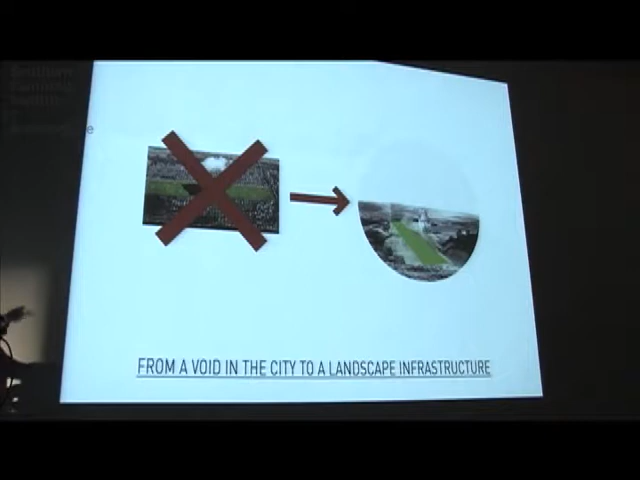 e
FROM A VOID IN THE CITY TO A LANDSCAPE INFRASTRUCTURE